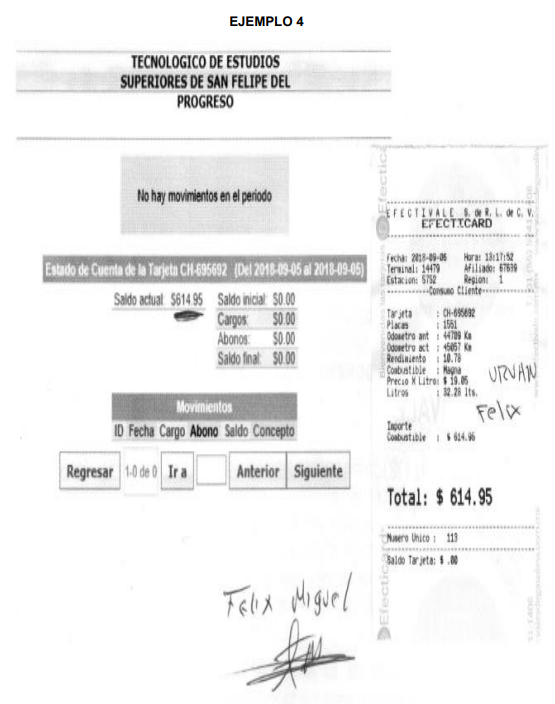 EJEMPLO 4
TECNOLOGICO DE ESTUDIOS
SUPERIORES DE SAN FELIPE DEL
PROGRESO
No hay movimientos en el periodo
Estado de Cuenta de la Tarjeta CH-695692 (Del 2018-09-05 al 2018-09-05)
Saldo actual: $614.95 Saldo inicial: $0.00
Cargos: $0.00
Abonos: $0.00
Saldo final: $0.00
Movimientos
ID Fecha Cargo Abono Saldo Concepto
Regresar 1-0 de 0 Ir a Anterior Siguiente
Felix Miguel
EFECTIVALE S. de R. L. de C. V.
EFECTICARD
Fecha: 2018-09-06 Hora: 13:17:52
Terminal: 14479 Afiliado: 67639
Estacion: 5752 Region: 1
Consumo Cliente
Tarjeta : CH-695692
Placas : 1551
Odometro ant : 44709 Km
Odometro act : 45057 Km
Rendimiento : 10.78
Combustible : Magna
Precio X Litro: $ 19.05
Litros : 32.28 lts.
URVAN
Felix
Importe
Combustible : $ 614.95
Total: $ 614.95
Numero Unico : 113
Saldo Tarjeta: $ .00
Efecticard